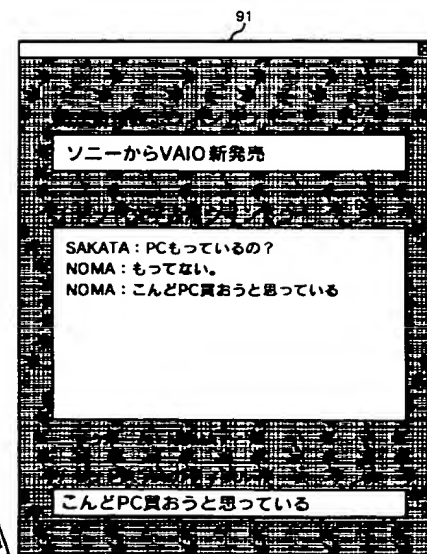 91
ソニーからVAIO新発売
SAKATA：PCもっているの？
NOMA：もってない。
NOMA：こんどPC買おうと思っている
こんどPC買おうと思っている